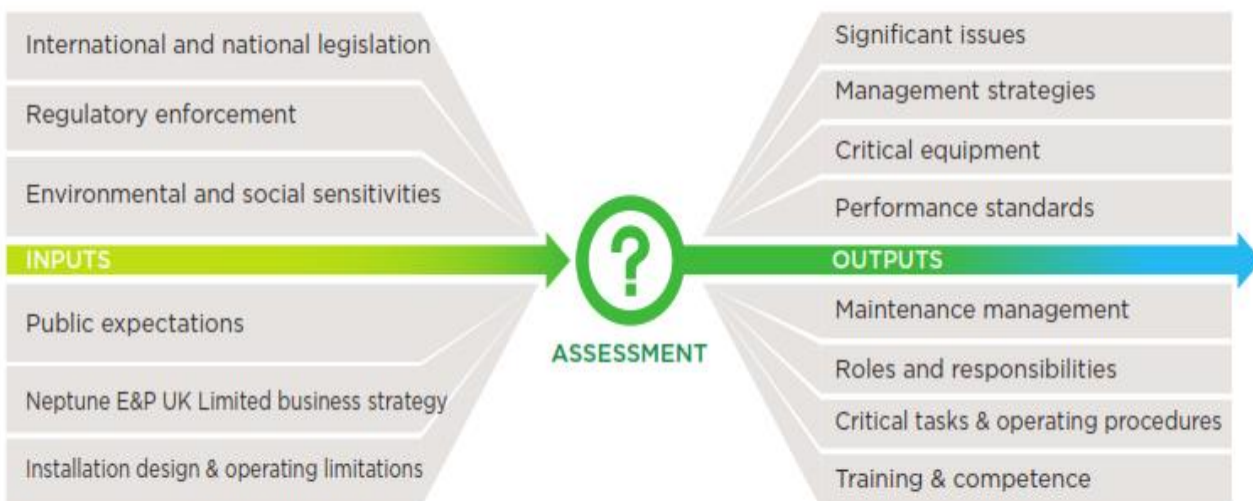 International and national legislation
Regulatory enforcement
Environmental and social sensitivities
INPUTS
Public expectations
Neptune E&P UK Limited business strategy
Installation design & operating limitations
?
ASSESSMENT
Significant issues
Management strategies
Critical equipment
Performance standards
OUTPUTS
Maintenance management
Roles and responsibilities
Critical tasks & operating procedures
Training & competence